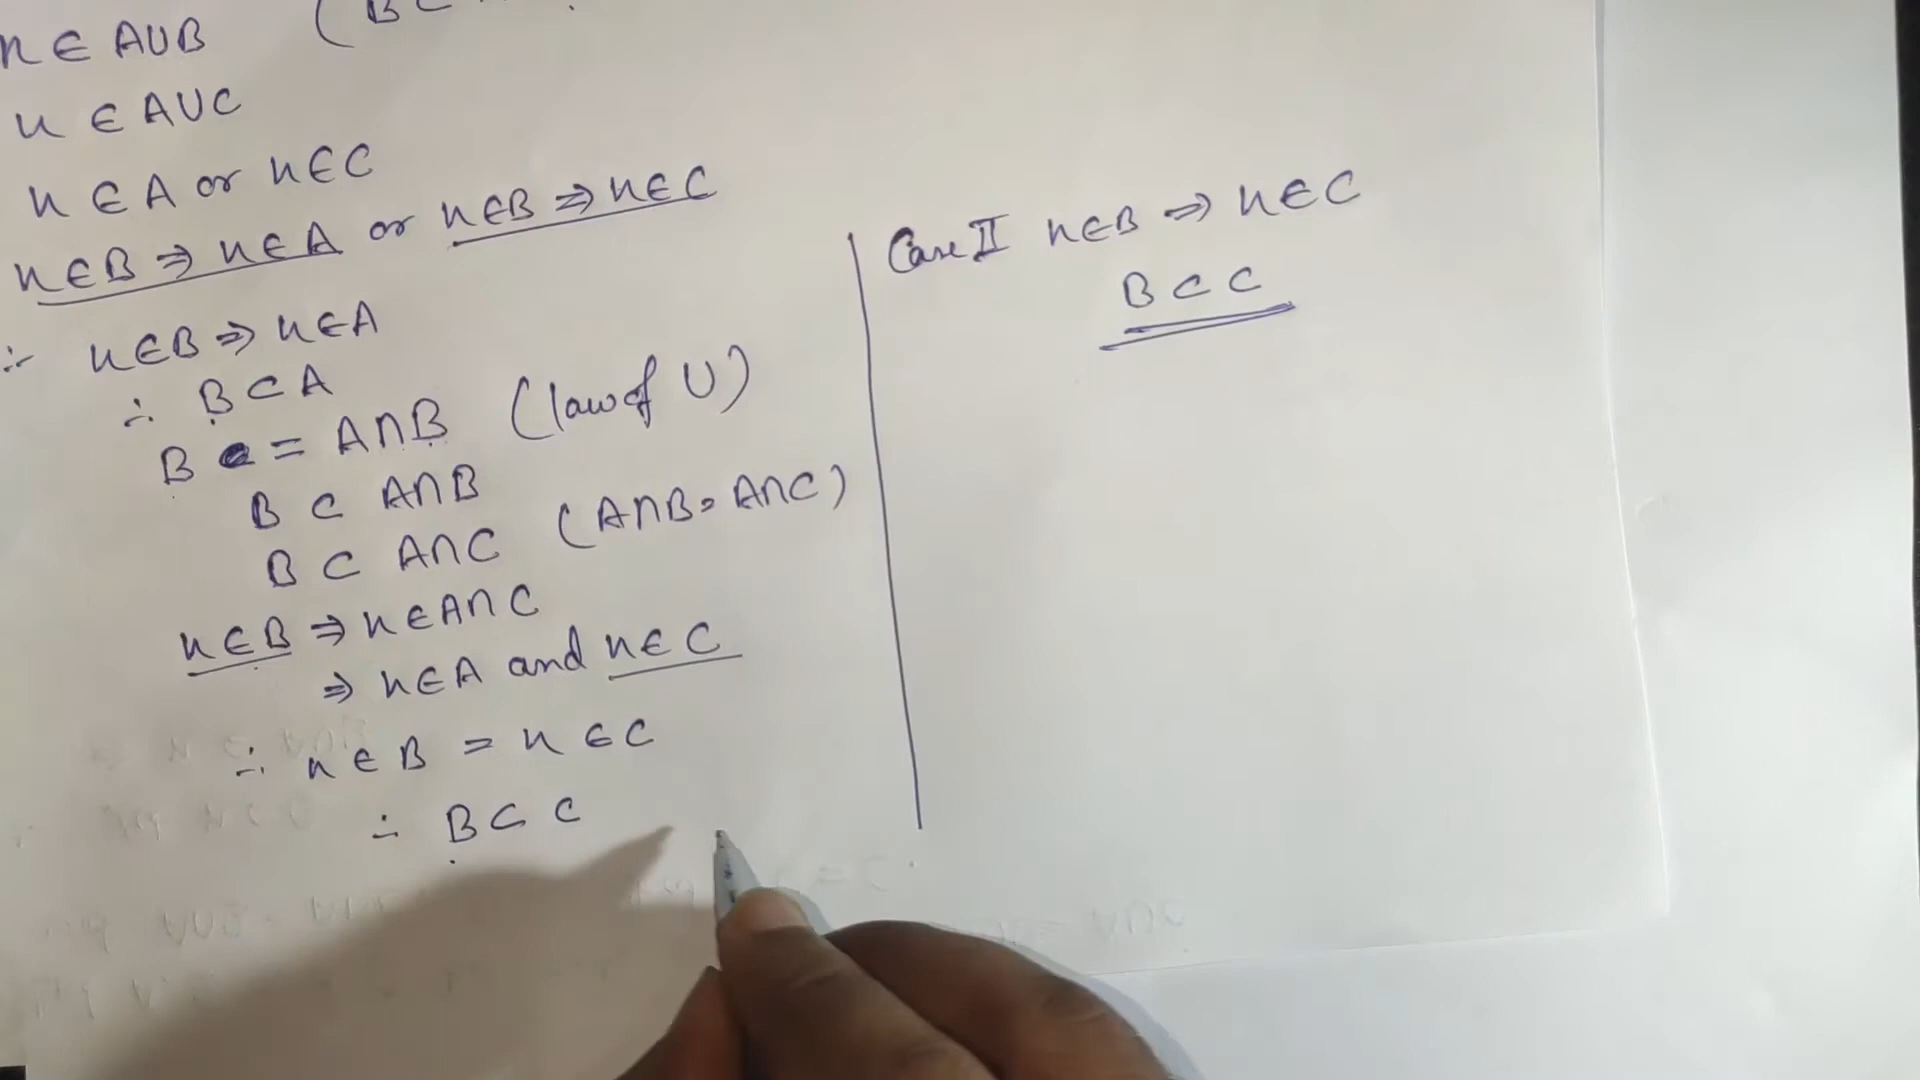 x ∈ A∪B (B ⊂
x ∈ A∪C
x ∈ A or x ∈ C
x ∈ B ⇒ x ∈ A or x ∈ B ⇒ x ∈ C
∴ x ∈ B ⇒ x ∈ A
∴ B ⊂ A
B = A∩B (law of U)
B ⊂ A∩B
B ⊂ A∩C (A∩B = A∩C)
x ∈ B ⇒ x ∈ A∩C
⇒ x ∈ A and x ∈ C
∴ x ∈ B = x ∈ C
∴ B ⊂ C
Case II x ∈ B ⇒ x ∈ C
B ⊂ C